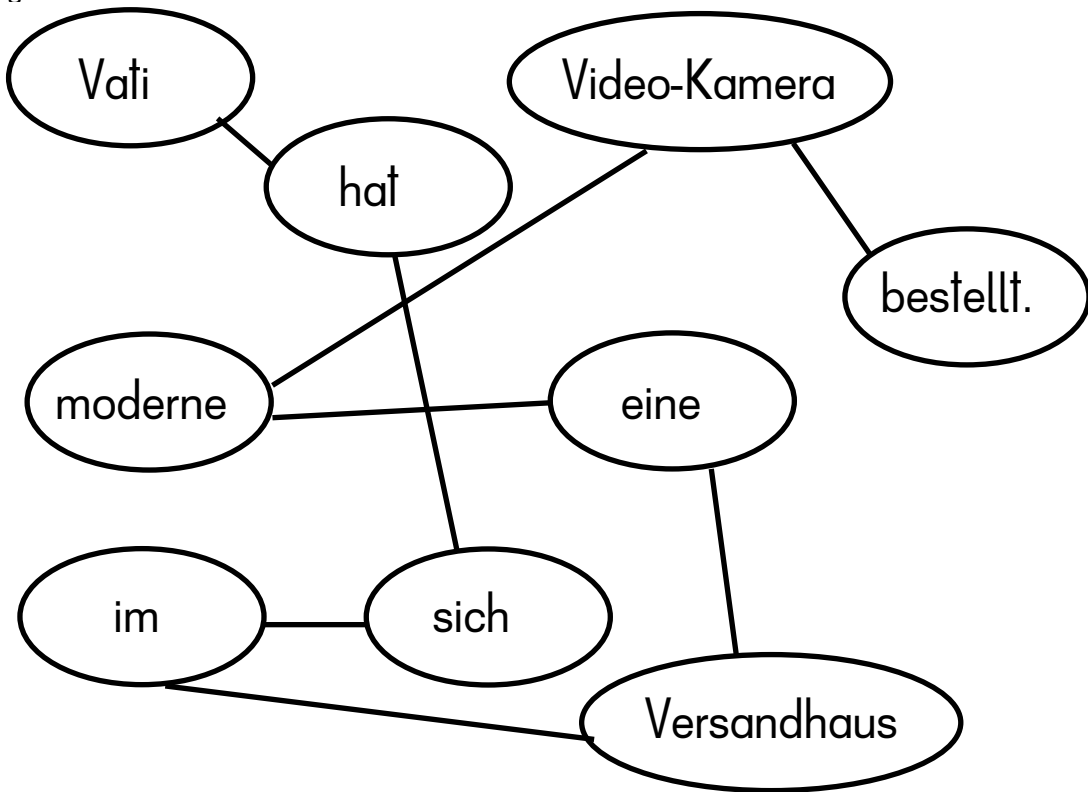 Vati
Video-Kamera
hat
bestellt.
moderne
eine
im
sich
Versandhaus